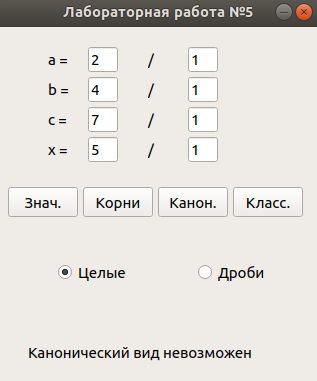 Лабораторная работа №5
a = 2 / 1
b = 4 / 1
c = 7 / 1
x = 5 / 1
Знач. Корни Канон. Класс.
Целые Дроби
Канонический вид невозможен